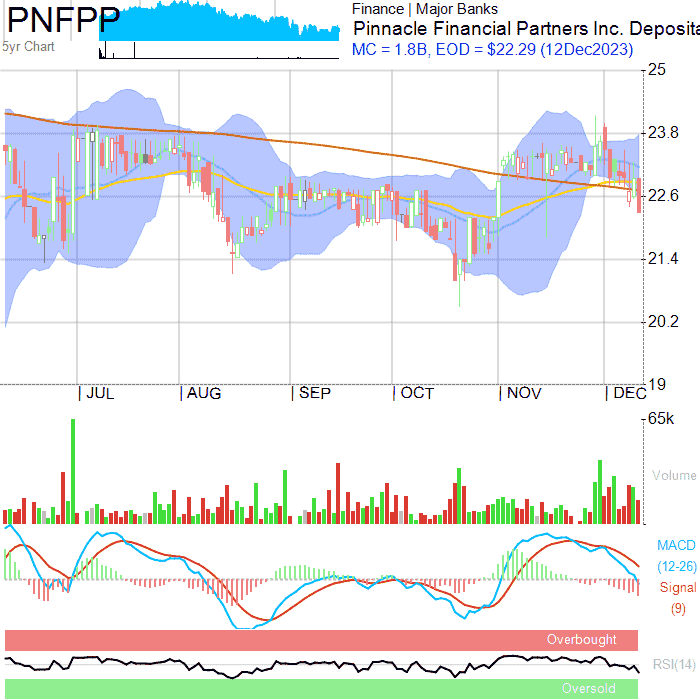 PNFPP
Finance | Major Banks
Pinnacle Financial Partners Inc. Deposita
MC = 1.8B, EOD = $22.29 (12Dec2023)
5yr Chart
25
23.8
22.6
21.4
20.2
19
| JUL
| AUG
| SEP
| OCT
| NOV
| DEC
65k
Volume
MACD
(12-26)
Signal
(9)
Overbought
RSI(14)
Oversold